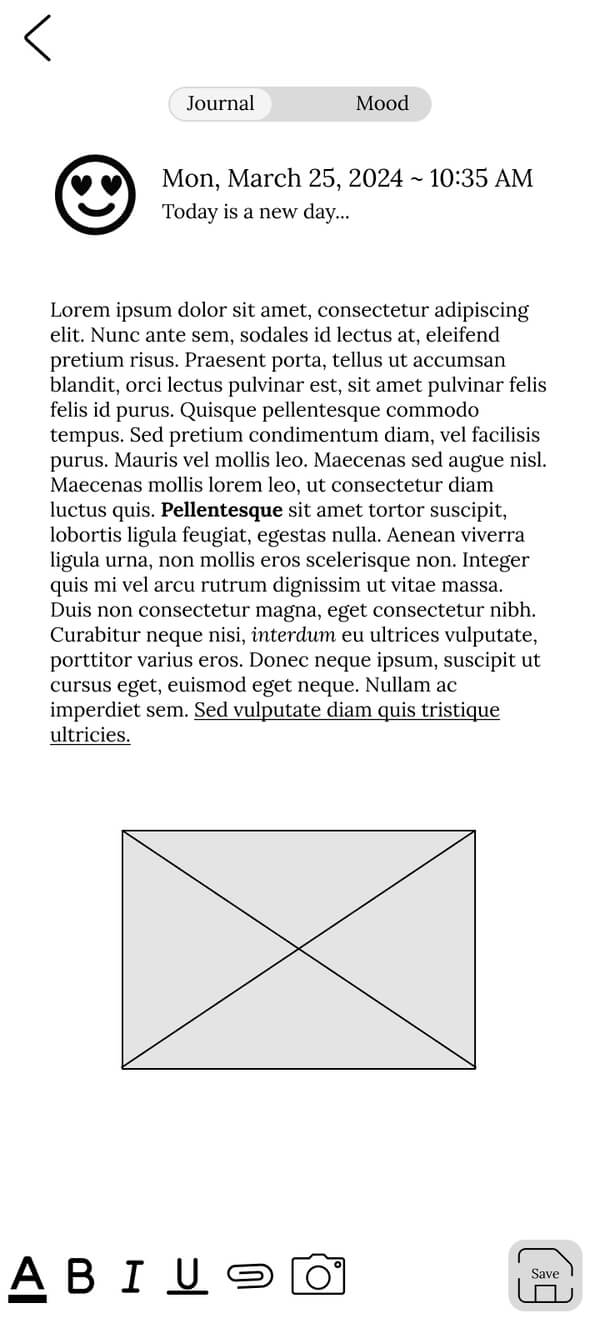 Journal
Mood
Mon, March 25, 2024 ~ 10:35 AM
Today is a new day...
Lorem ipsum dolor sit amet, consectetur adipiscing
elit. Nunc ante sem, sodales id lectus at, eleifend
pretium risus. Praesent porta, tellus ut accumsan
blandit, orci lectus pulvinar est, sit amet pulvinar felis
felis id purus. Quisque pellentesque commodo
tempus. Sed pretium condimentum diam, vel facilisis
purus. Mauris vel mollis leo. Maecenas sed augue nisl.
Maecenas mollis lorem leo, ut consectetur diam
luctus quis. Pellentesque sit amet tortor suscipit,
lobortis ligula feugiat, egestas nulla. Aenean viverra
ligula urna, non mollis eros scelerisque non. Integer
quis mi vel arcu rutrum dignissim ut vitae massa.
Duis non consectetur magna, eget consectetur nibh.
Curabitur neque nisi, interdum eu ultrices vulputate,
porttitor varius eros. Donec neque ipsum, suscipit ut
cursus eget, euismod eget neque. Nullam ac
imperdiet sem. Sed vulputate diam quis tristique
ultricies.
A B I U
Save